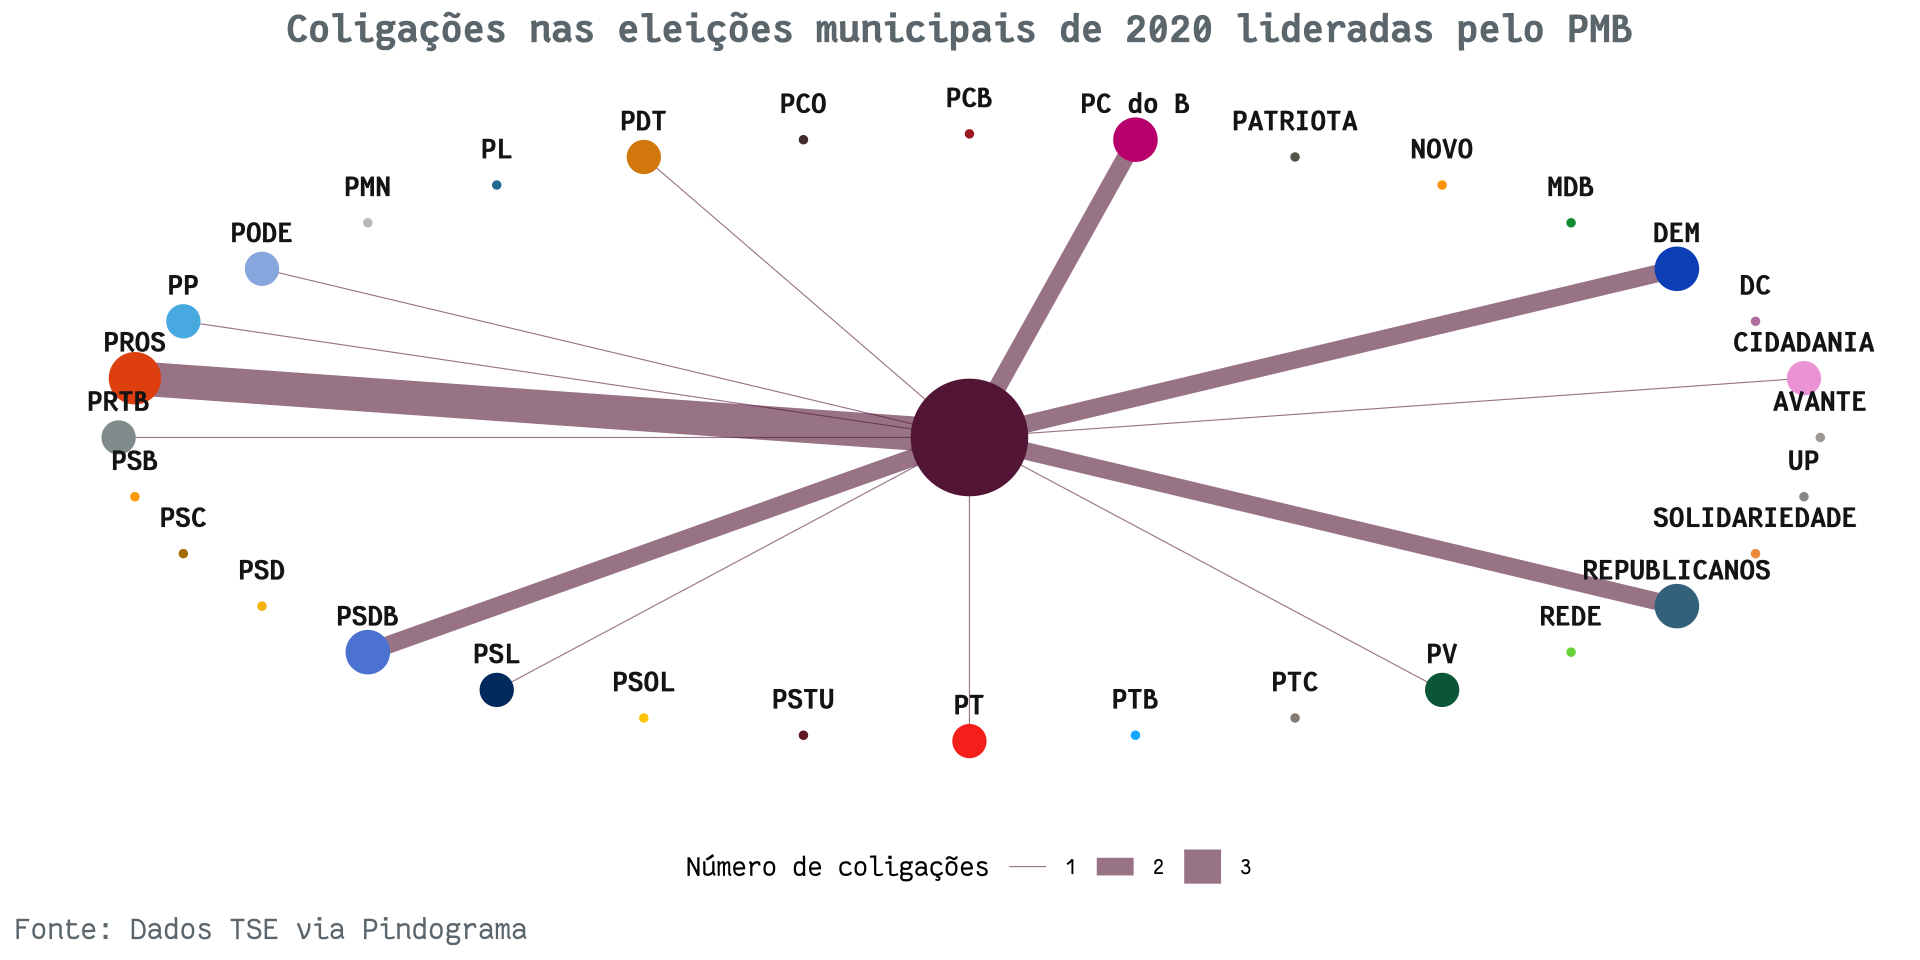 Coligações nas eleições municipais de 2020 lideradas pelo PMB
PCB
PCO
PC do B
PDT
PATRIOTA
PL
NOVO
PMN
MDB
PODE
DEM
PP
DC
PROS
CIDADANIA
PRTB
AVANTE
PSB
UP
PSC
SOLIDARIEDADE
PSD
REPUBLICANOS
PSDB
REDE
PSL
PV
PSOL
PTC
PSTU
PTB
PT
Número de coligações 1 2 3
Fonte: Dados TSE via Pindograma